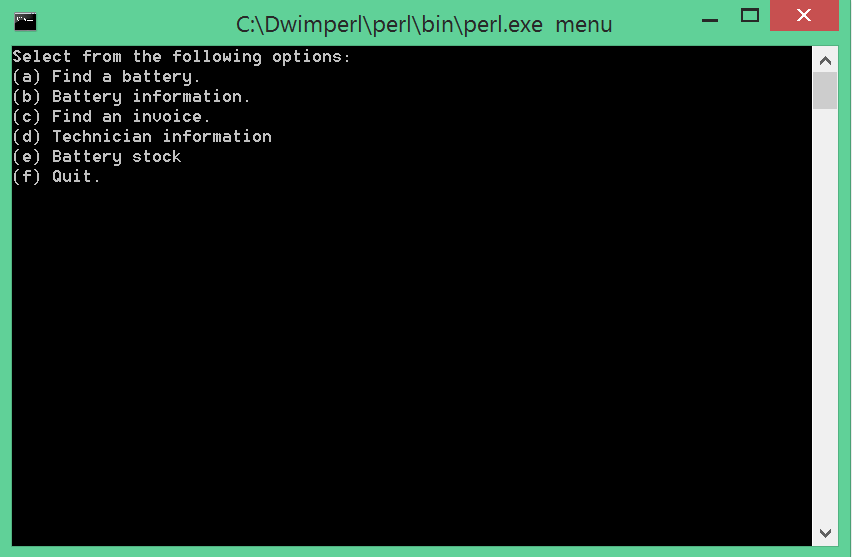 C:\Dwimperl\perl\bin\perl.exe  menu
Select from the following options:
(a) Find a battery.
(b) Battery information.
(c) Find an invoice.
(d) Technician information
(e) Battery stock
(f) Quit.